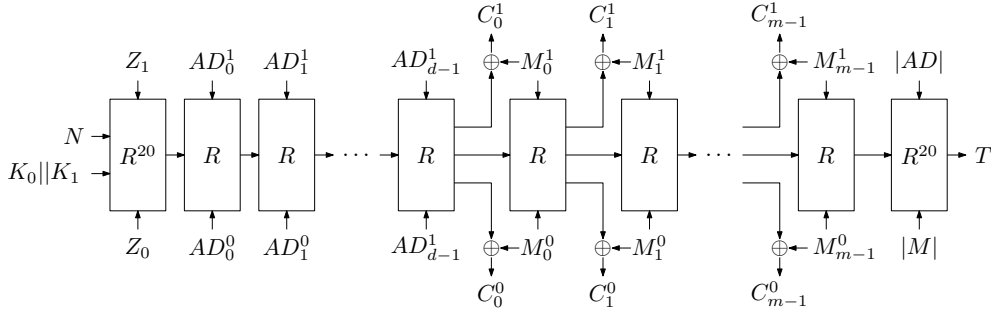 C_0^1 C_1^1 C_{m-1}^1
Z_1 AD_0^1 AD_1^1 AD_{d-1}^1 M_0^1 M_1^1 M_{m-1}^1 |AD|
N
K_0||K_1 R^{20} R R ... R R R ... R R^{20} T
Z_0 AD_0^0 AD_1^0 AD_{d-1}^1 M_0^0 M_1^0 M_{m-1}^0 |M|
C_0^0 C_1^0 C_{m-1}^0